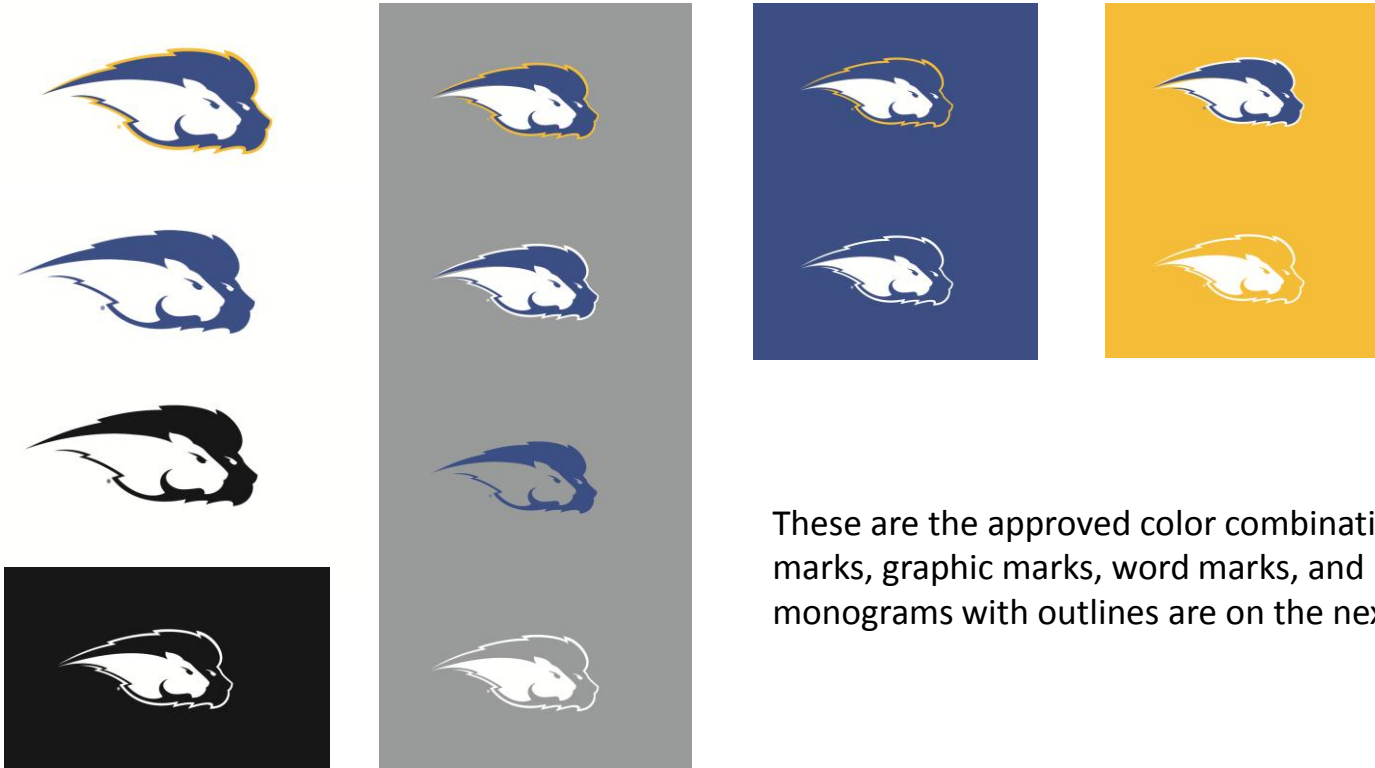 These are the approved color combinati
marks, graphic marks, word marks, and
monograms with outlines are on the nex